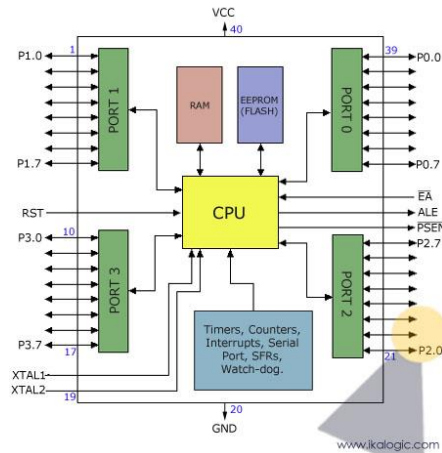 VCC
40
1
39
P1.0
P0.0
PORT 1
RAM
EEPROM
(FLASH)
PORT 0
P1.7
P0.7
EA
CPU
RST
ALE
PSEN
10
P3.0
P2.7
PORT 3
PORT 2
Timers, Counters,
Interrupts, Serial
Port, SFRs,
Watch-dog.
P3.7
17
21
P2.0
XTAL1
XTAL2
19
20
GND
www.ikalogic.com